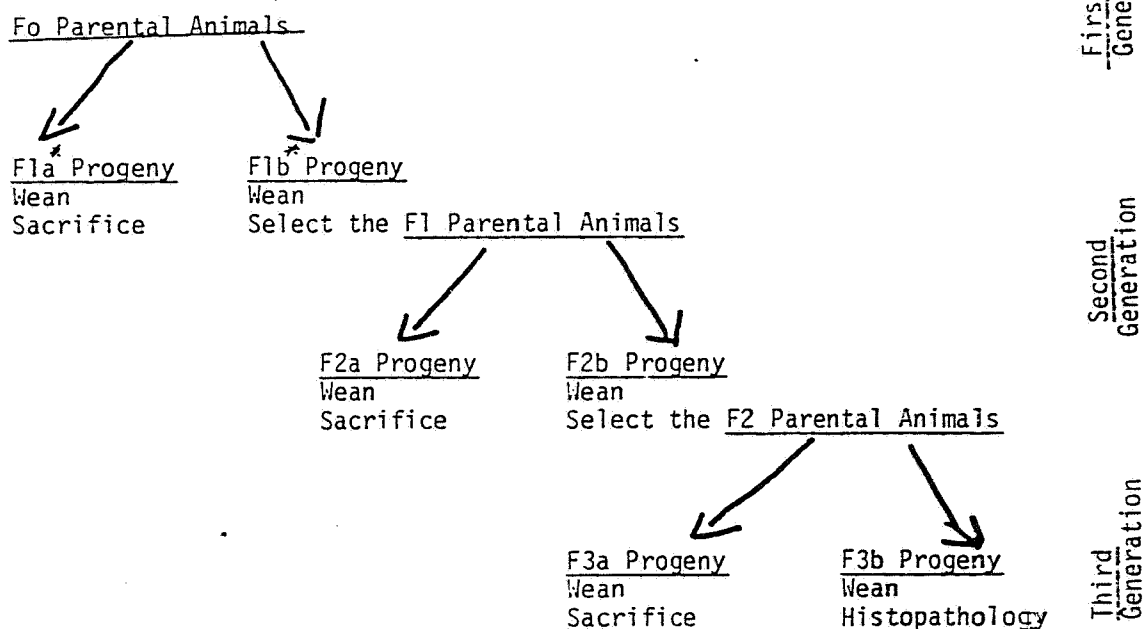 Fo Parental Animals
F1a* Progeny
Wean
Sacrifice
F1b* Progeny
Wean
Select the F1 Parental Animals
F2a Progeny
Wean
Sacrifice
F2b Progeny
Wean
Select the F2 Parental Animals
F3a Progeny
Wean
Sacrifice
F3b Progeny
Wean
Histopathology
Second
Generation
Third
Generation